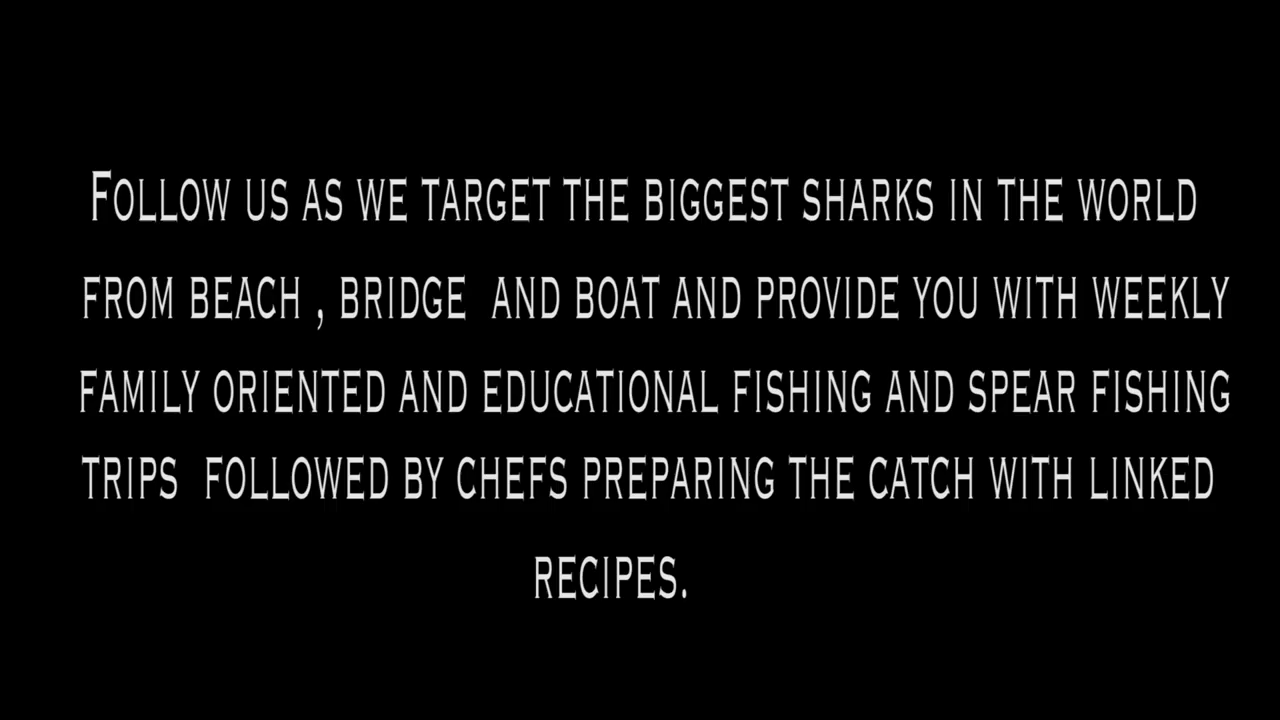 Follow us as we target the biggest sharks in the world
from beach , bridge  and boat and provide you with weekly
family oriented and educational fishing and spear fishing
trips  followed by chefs preparing the catch with linked
recipes.